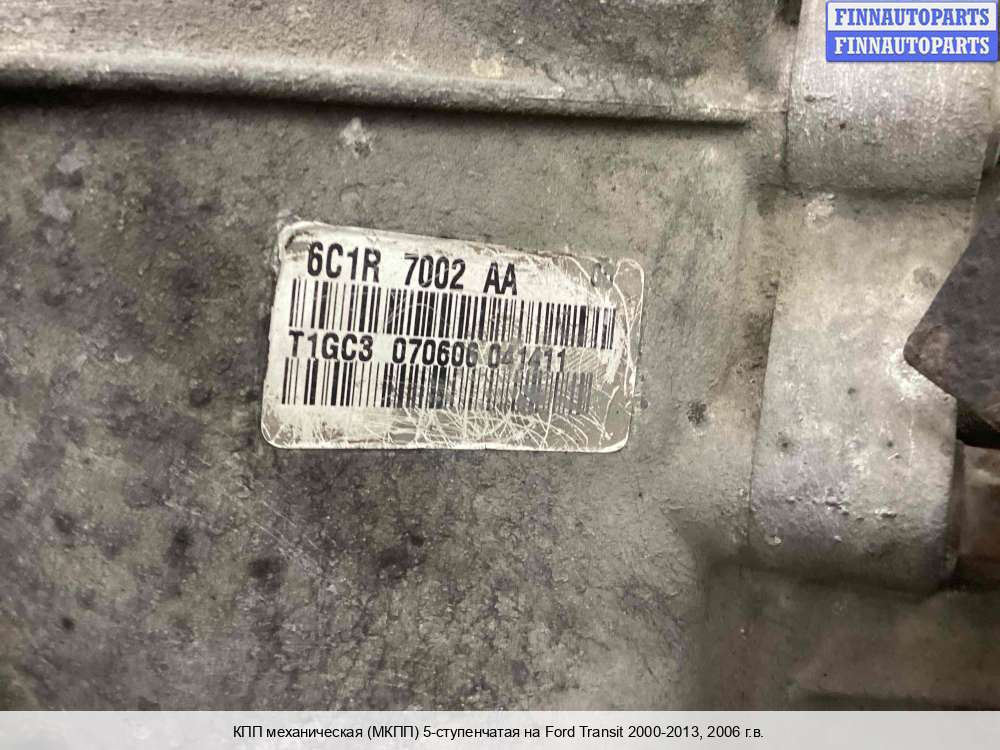 FINNAUTOPARTS
FINNAUTOPARTS
6C1R 7002 AA
T1GC3 070606 041411
КПП механическая (МКПП) 5-ступенчатая на Ford Transit 2000-2013, 2006 г.в.